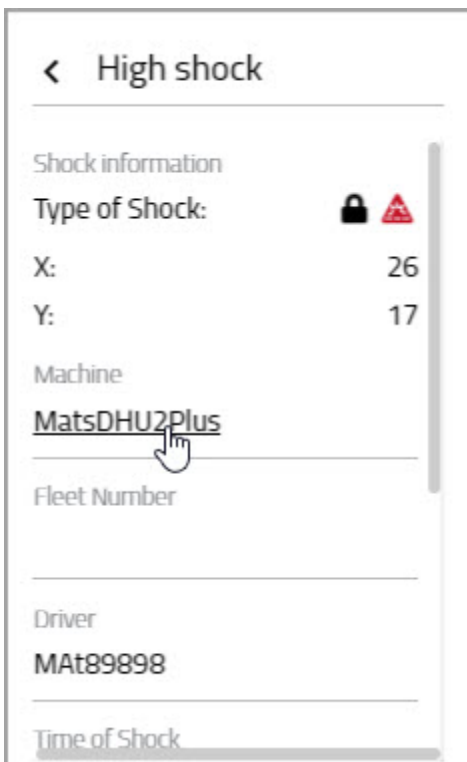 High shock
Shock information
Type of Shock:
X: 26
Y: 17
Machine
MatsDHU2Plus
Fleet Number
Driver
MAt89898
Time of Shock